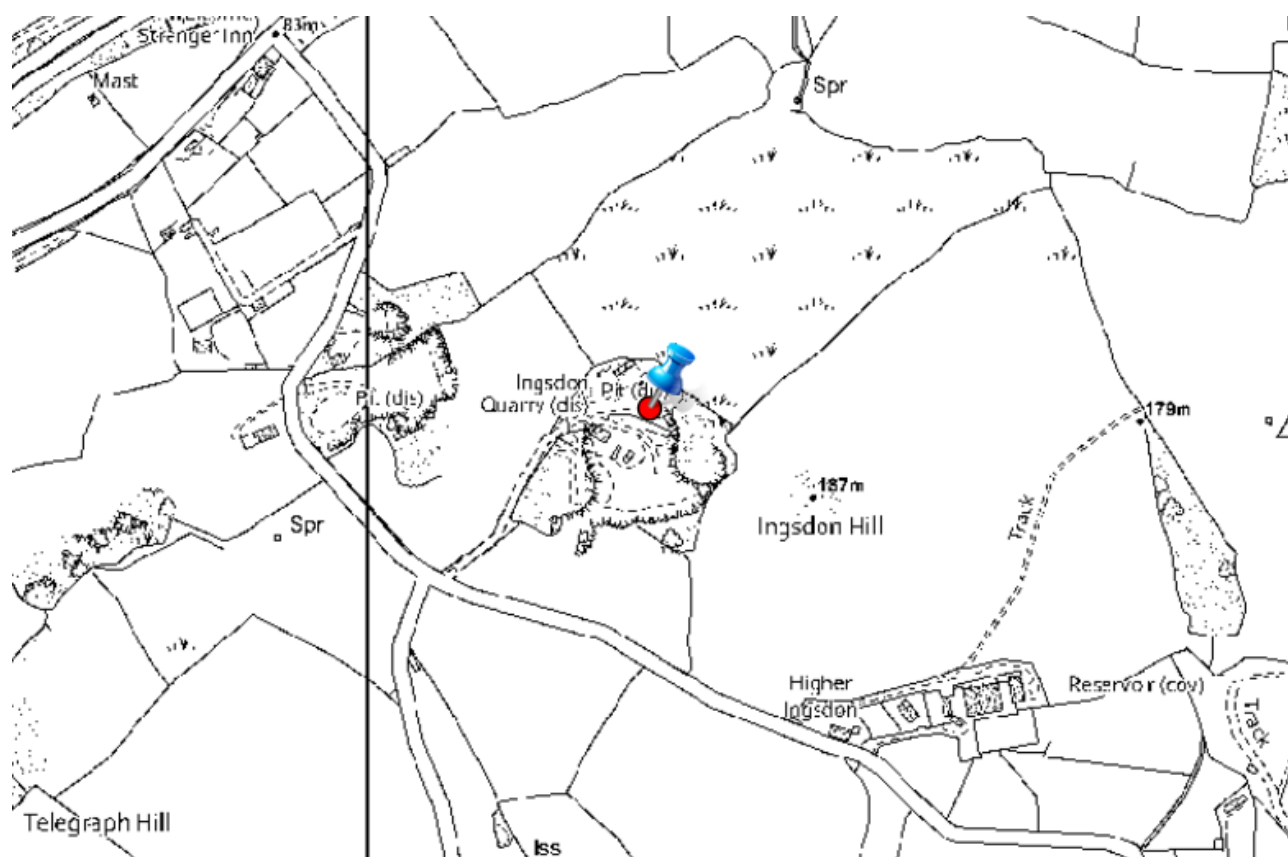 Stranger Inn
83m
Mast
Spr
Ingsdon
Quarry (dis)
Pit (dis)
179m
187m
Ingsdon Hill
Track
Spr
Higher
Ingsdon
Reservoir (cov)
Track
Telegraph Hill
Iss